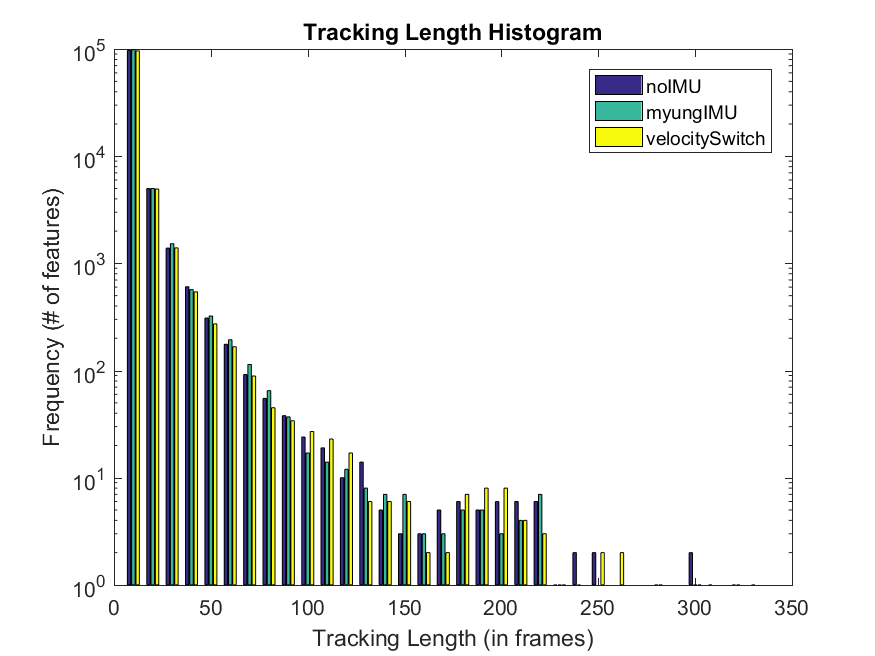 Tracking Length Histogram
noIMU
myungIMU
velocitySwitch
Frequency (# of features)
10^5
10^4
10^3
10^2
10^1
10^0
0 50 100 150 200 250 300 350
Tracking Length (in frames)